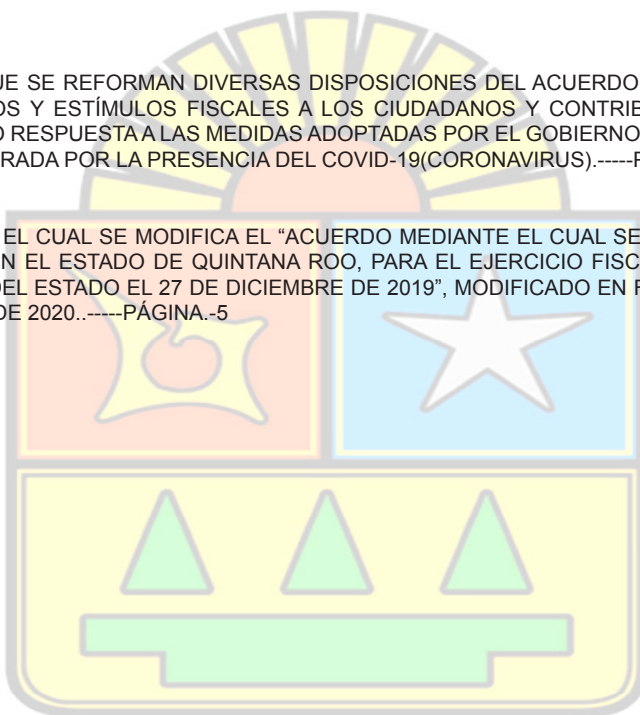 UE SE REFORMAN DIVERSAS DISPOSICIONES DEL ACUERDO
OS Y ESTÍMULOS FISCALES A LOS CIUDADANOS Y CONTRIB
O RESPUESTA A LAS MEDIDAS ADOPTADAS POR EL GOBIERNO
RADA POR LA PRESENCIA DEL COVID-19(CORONAVIRUS).-----P
EL CUAL SE MODIFICA EL “ACUERDO MEDIANTE EL CUAL SE
N EL ESTADO DE QUINTANA ROO, PARA EL EJERCICIO FISC
DEL ESTADO EL 27 DE DICIEMBRE DE 2019”, MODIFICADO EN
DE 2020..-----PÁGINA.-5